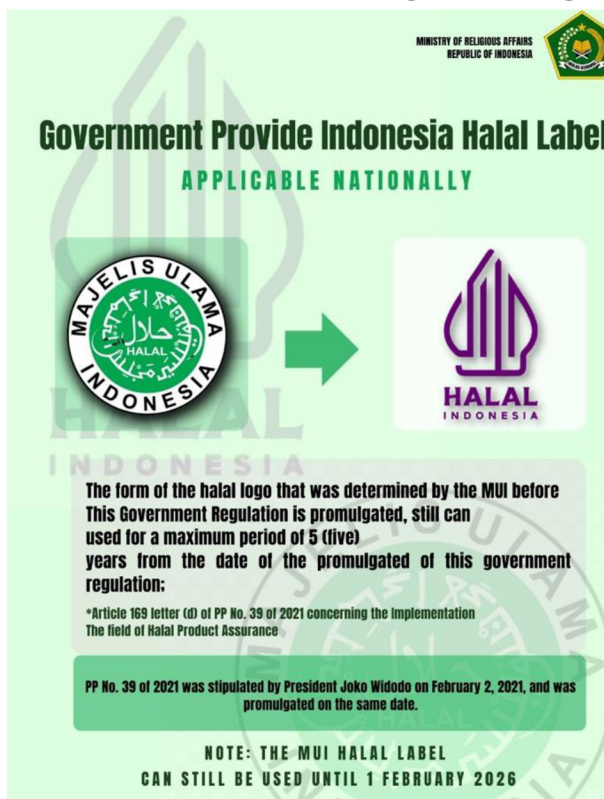 MINISTRY OF RELIGIOUS AFFAIRS
REPUBLIC OF INDONESIA
Government Provide Indonesia Halal Label
APPLICABLE NATIONALLY
MAJELIS ULAMA
حلال
HALAL
INDONESIA
HALAL
INDONESIA
HALAL
INDONESIA
The form of the halal logo that was determined by the MUI before
This Government Regulation is promulgated, still can
used for a maximum period of 5 (five)
years from the date of the promulgated of this government
regulation;
*Article 169 letter (d) of PP No. 39 of 2021 concerning the Implementation
The field of Halal Product Assurance
PP No. 39 of 2021 was stipulated by President Joko Widodo on February 2, 2021, and was
promulgated on the same date.
NOTE: THE MUI HALAL LABEL
CAN STILL BE USED UNTIL 1 FEBRUARY 2026